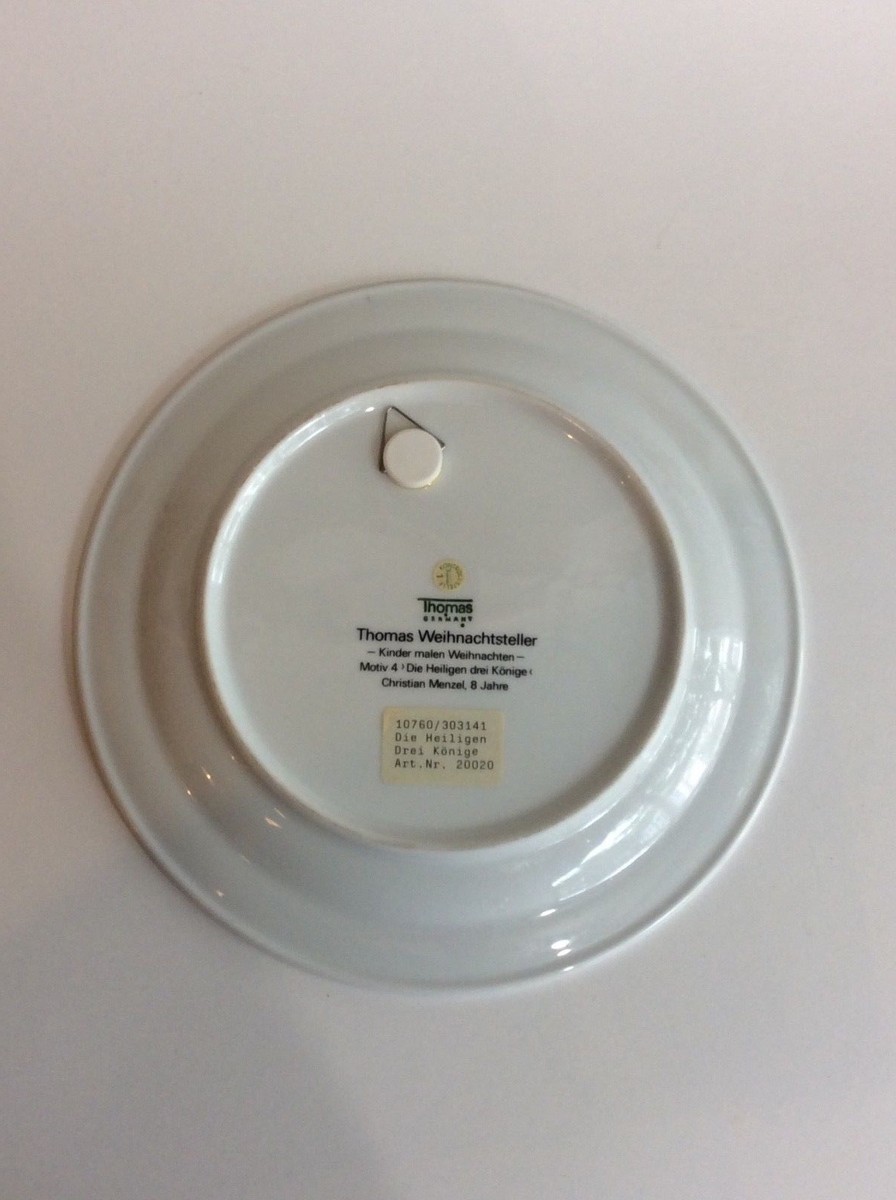 Thomas
GERMANY
Thomas Weihnachtsteller
— Kinder malen Weihnachten —
Motiv 4 ›Die Heiligen drei Könige‹
Christian Menzel, 8 Jahre
10760/303141
Die Heiligen
Drei Könige
Art.Nr. 20020